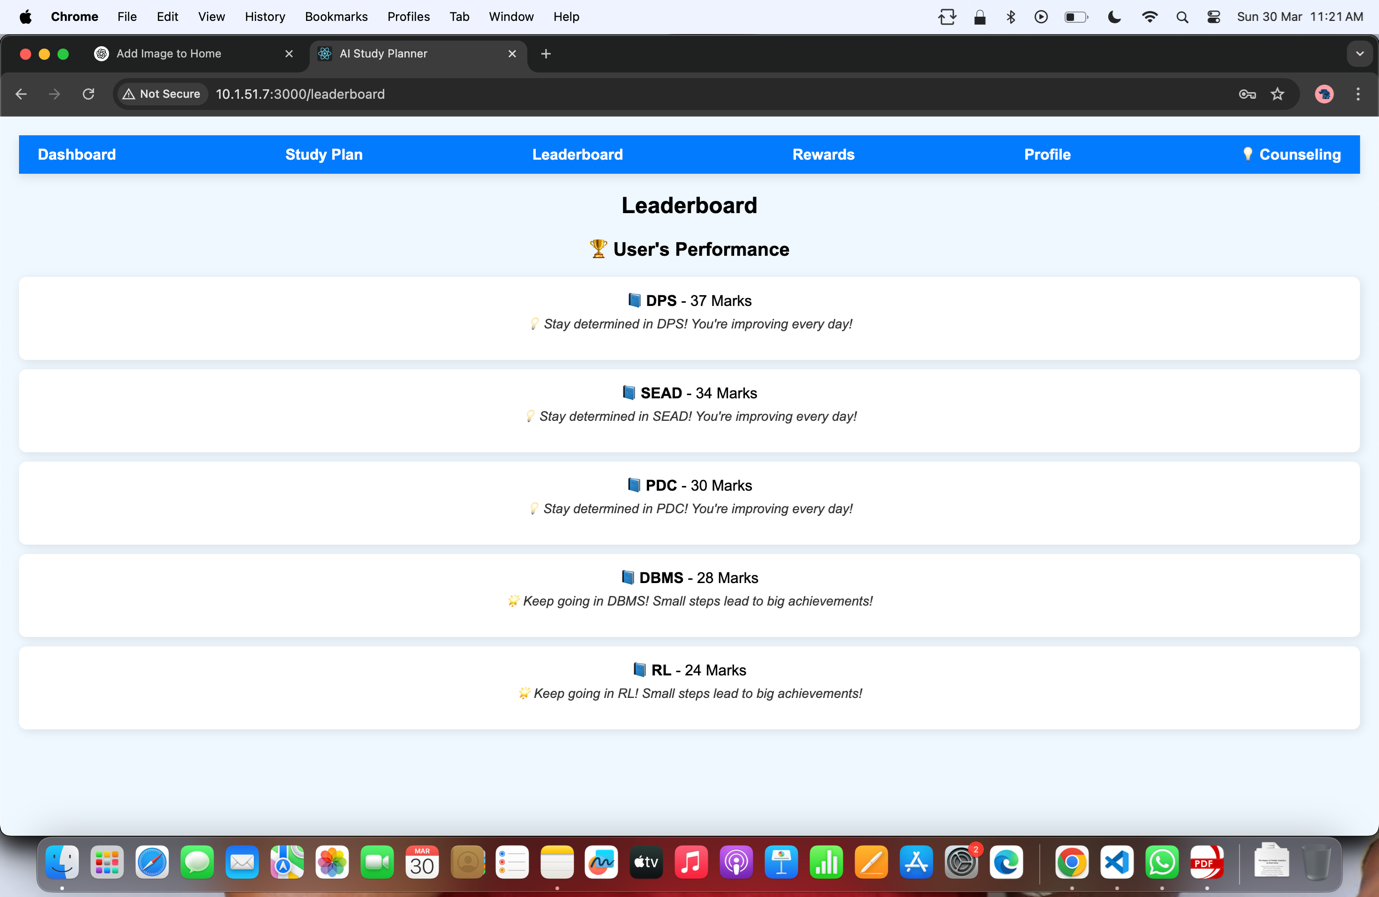 Chrome File Edit View History Bookmarks Profiles Tab Window Help Sun 30 Mar 11:21 AM
Add Image to Home AI Study Planner
Not Secure 10.1.51.7:3000/leaderboard
Dashboard Study Plan Leaderboard Rewards Profile 💡 Counseling
Leaderboard
🏆 User's Performance
📘 DPS - 37 Marks
💡 Stay determined in DPS! You're improving every day!
📘 SEAD - 34 Marks
💡 Stay determined in SEAD! You're improving every day!
📘 PDC - 30 Marks
💡 Stay determined in PDC! You're improving every day!
📘 DBMS - 28 Marks
🌟 Keep going in DBMS! Small steps lead to big achievements!
📘 RL - 24 Marks
🌟 Keep going in RL! Small steps lead to big achievements!
MAR
30
tv
2
PDF